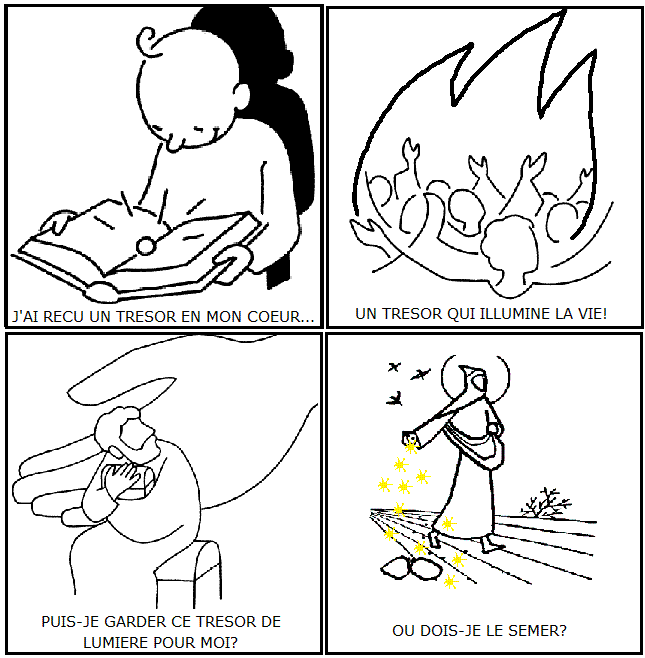 J'AI RECU UN TRESOR EN MON COEUR...
UN TRESOR QUI ILLUMINE LA VIE!
PUIS-JE GARDER CE TRESOR DE
LUMIERE POUR MOI?
OU DOIS-JE LE SEMER?